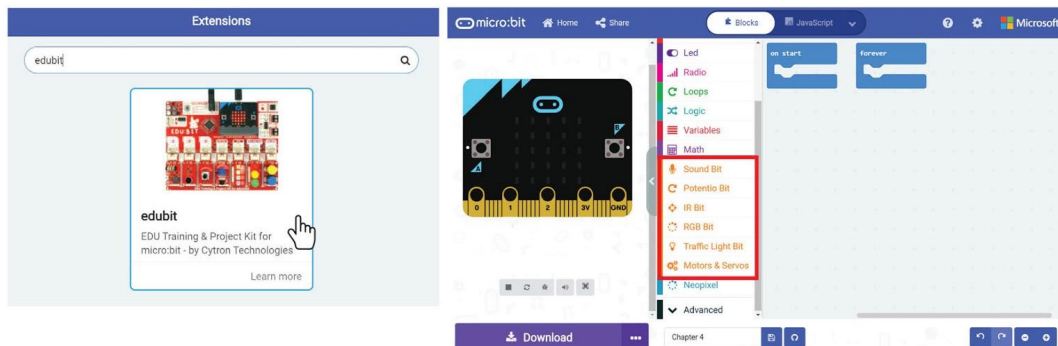 Extensions
edubit
EDU:BIT
edubit
EDU Training & Project Kit for
micro:bit - by Cytron Technologies
Learn more
micro:bit
Home
Share
Blocks
JavaScript
Microsoft
Led
Radio
Loops
Logic
Variables
Math
Sound Bit
Potentio Bit
IR Bit
RGB Bit
Traffic Light Bit
Motors & Servos
Neopixel
Advanced
on start
forever
A
B
0
1
2
3V
GND
Download
Chapter 4